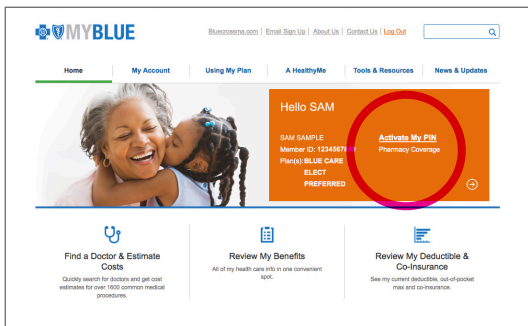 MYBLUE
Bluecrossma.com | Email Sign Up | About Us | Contact Us | Log Out
Home My Account Using My Plan A HealthyMe Tools & Resources News & Updates
Hello SAM
SAM SAMPLE
Member ID: 1234567
Plan(s): BLUE CARE
ELECT
PREFERRED
Activate My PIN
Pharmacy Coverage
Find a Doctor & Estimate
Costs
Quickly search for doctors and get cost
estimates for over 1600 common medical
procedures.
Review My Benefits
All of my health care info in one convenient
spot.
Review My Deductible &
Co-Insurance
See my current deductible, out-of-pocket
max and co-insurance.